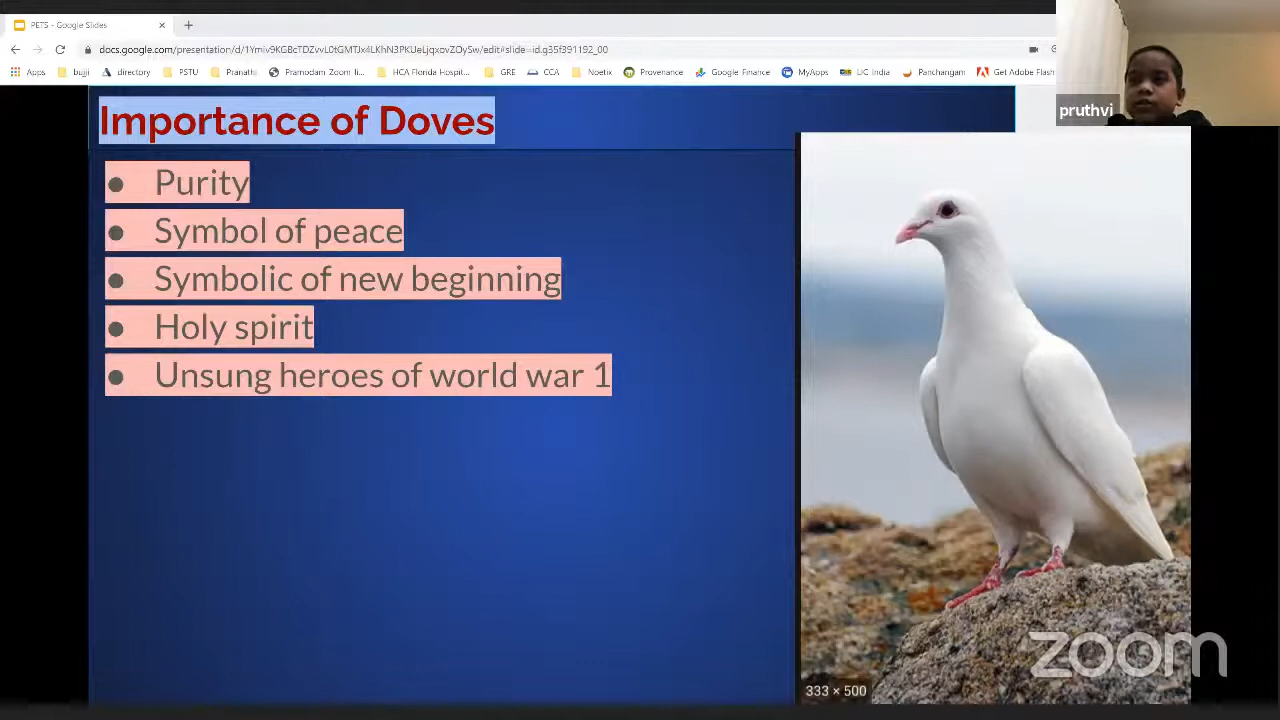 PETS - Google Slides
docs.google.com/presentation/d/1Ymiv9KGBcTDZvvL0tGMTJx4LKhN3PKUeLjqxovZOySw/edit#slide=id.g35f391192_00
Apps bujji directory PSTU Pranathi Pramodam Zoom li... HCA Florida Hospit... GRE CCA Noetix Provenance Google Finance MyApps LIC India Panchangam Get Adobe Flash
pruthvi
Importance of Doves
● Purity
● Symbol of peace
● Symbolic of new beginning
● Holy spirit
● Unsung heroes of world war 1
zoom
333 × 500